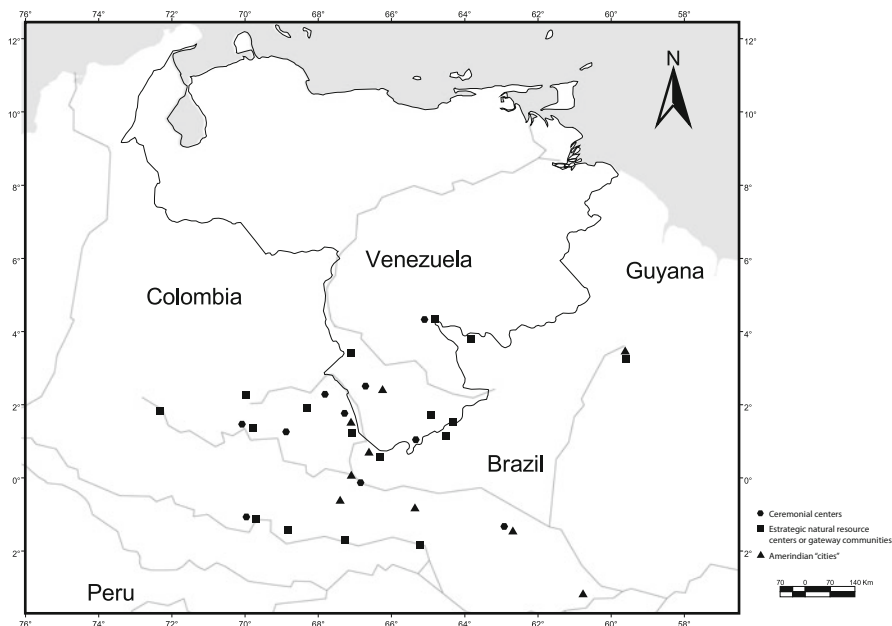 76° 74° 72° 70° 68° 66° 64° 62° 60° 58°
12° 12°
N
10° 10°
8° 8°
Venezuela
Guyana
6° 6°
Colombia
4° 4°
2° 2°
Brazil
0° 0°
Ceremonial centers
Estrategic natural resource
centers or gateway communities
Amerindian "cities"
2° 2°
Peru
70 0 70 140 Km
76° 74° 72° 70° 68° 66° 64° 62° 60° 58°